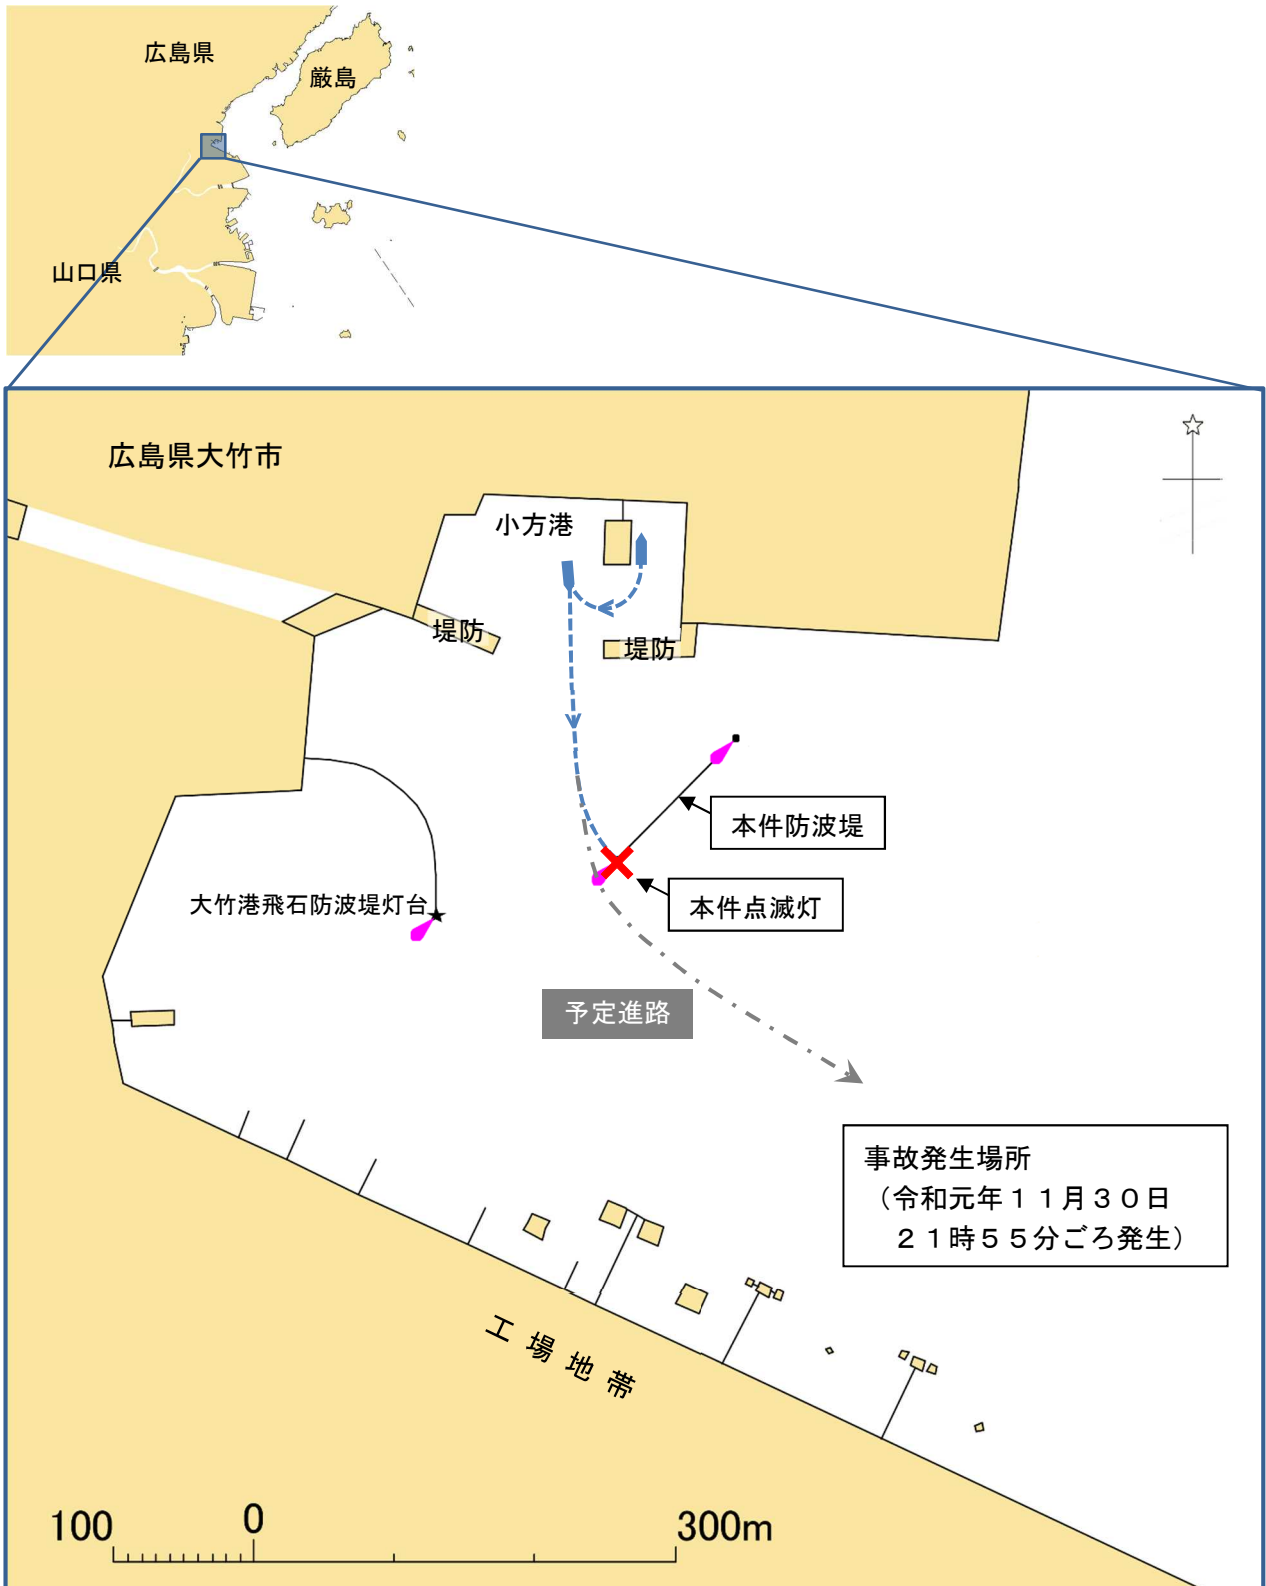 広島県
厳島
山口県
広島県大竹市
小方港
堤防
堤防
本件防波堤
本件点滅灯
大竹港飛石防波堤灯台
予定進路
事故発生場所
（令和元年１１月３０日
２１時５５分ごろ発生）
工場地帯
100 0 300m